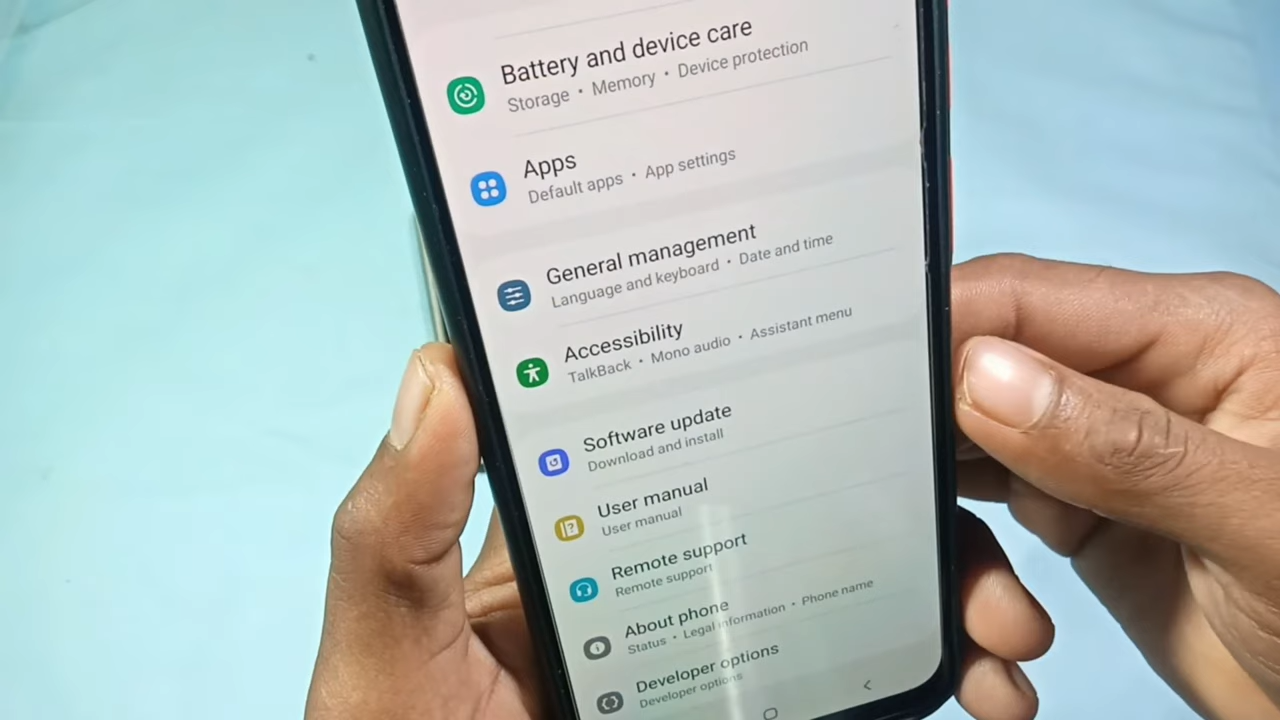 Battery and device care
Storage • Memory • Device protection
Apps
Default apps • App settings
General management
Language and keyboard • Date and time
Accessibility
TalkBack • Mono audio • Assistant menu
Software update
Download and install
User manual
User manual
Remote support
Remote support
About phone
Status • Legal information • Phone name
Developer options
Developer options